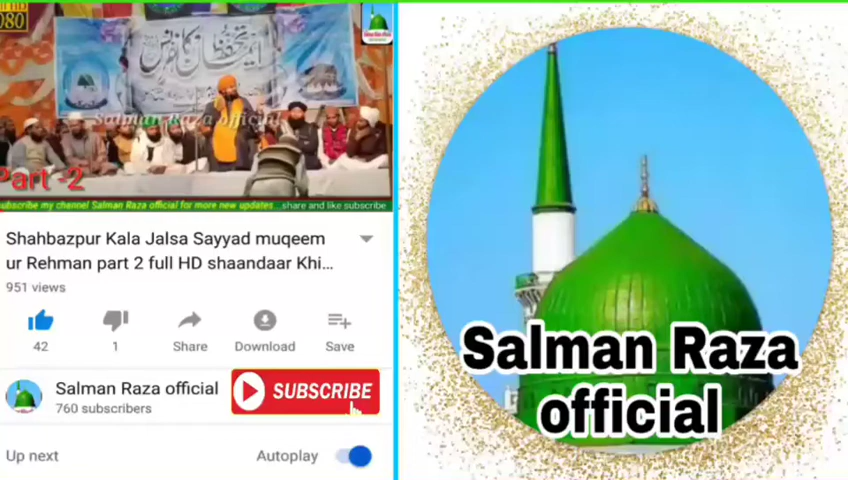 1080
Salman Raza official
Part -2
subscribe my channel Salman Raza official for more new updates...share and like subscribe
Shahbazpur Kala Jalsa Sayyad muqeem
ur Rehman part 2 full HD shaandaar Khi...
951 views
42
1
Share
Download
Save
Salman Raza official
760 subscribers
SUBSCRIBE
Up next
Autoplay
Salman Raza
official